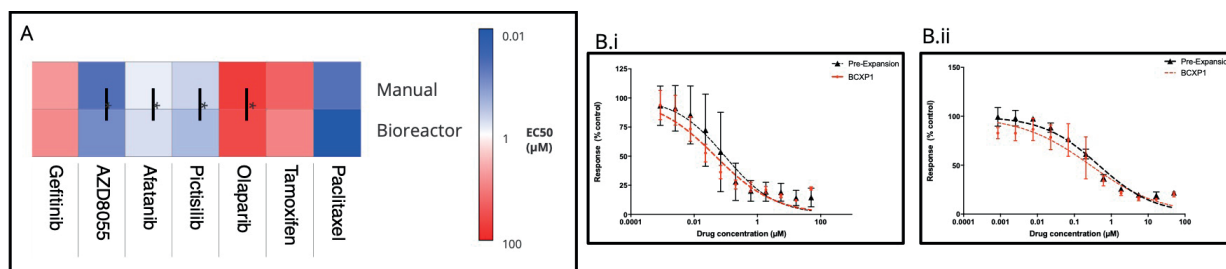 A
0.01
Manual
Bioreactor
1
EC50
(µM)
100
*
*
*
*
Gefitinib
AZD8055
Afatanib
Pictisilib
Olaparib
Tamoxifen
Paclitaxel
B.i
Pre-Expansion
BCXP1
125
100
75
50
25
0
Response (% control)
0.0001
0.01
1
100
Drug concentration (µM)
B.ii
Pre-Expansion
BCXP1
150
100
50
0
Response (% control)
0.0001
0.001
0.01
0.1
1
10
100
Drug concentration (µM)